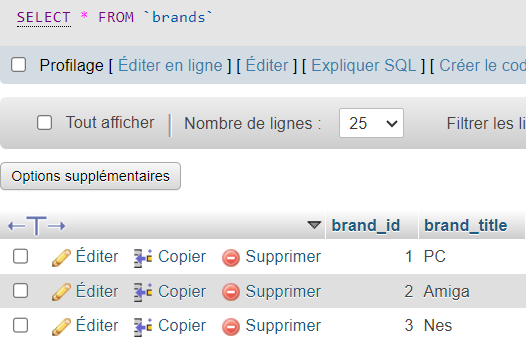 SELECT * FROM `brands`
Profilage [ Éditer en ligne ] [ Éditer ] [ Expliquer SQL ] [ Créer le cod
Tout afficher | Nombre de lignes : 25 Filtrer les li
Options supplémentaires
←T→ brand_id brand_title
Éditer Copier Supprimer 1 PC
Éditer Copier Supprimer 2 Amiga
Éditer Copier Supprimer 3 Nes